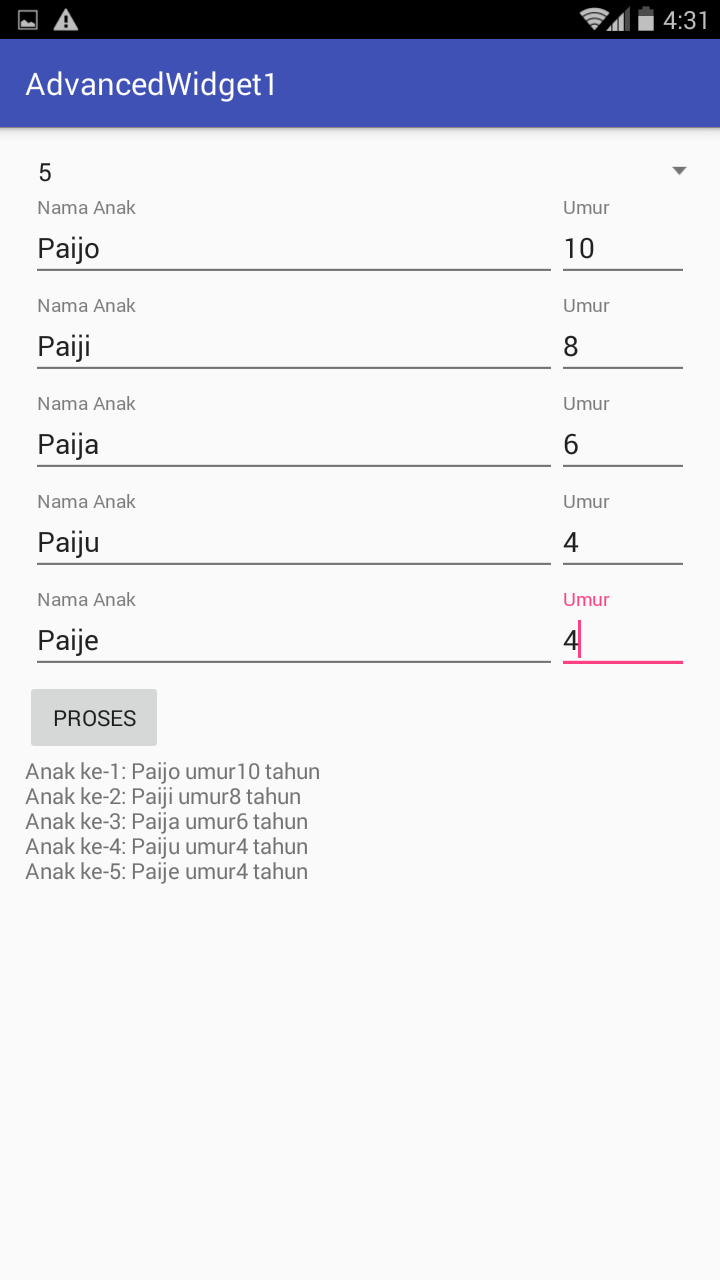 4:31
AdvancedWidget1
5
Nama Anak Umur
Paijo 10
Nama Anak Umur
Paiji 8
Nama Anak Umur
Paija 6
Nama Anak Umur
Paiju 4
Nama Anak Umur
Paije 4
PROSES
Anak ke-1: Paijo umur10 tahun
Anak ke-2: Paiji umur8 tahun
Anak ke-3: Paija umur6 tahun
Anak ke-4: Paiju umur4 tahun
Anak ke-5: Paije umur4 tahun